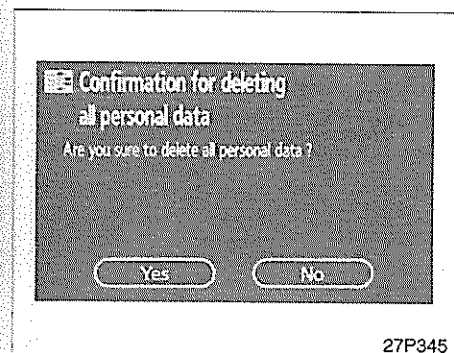 Confirmation for deleting
all personal data
Are you sure to delete all personal data ?
Yes
No
27P345